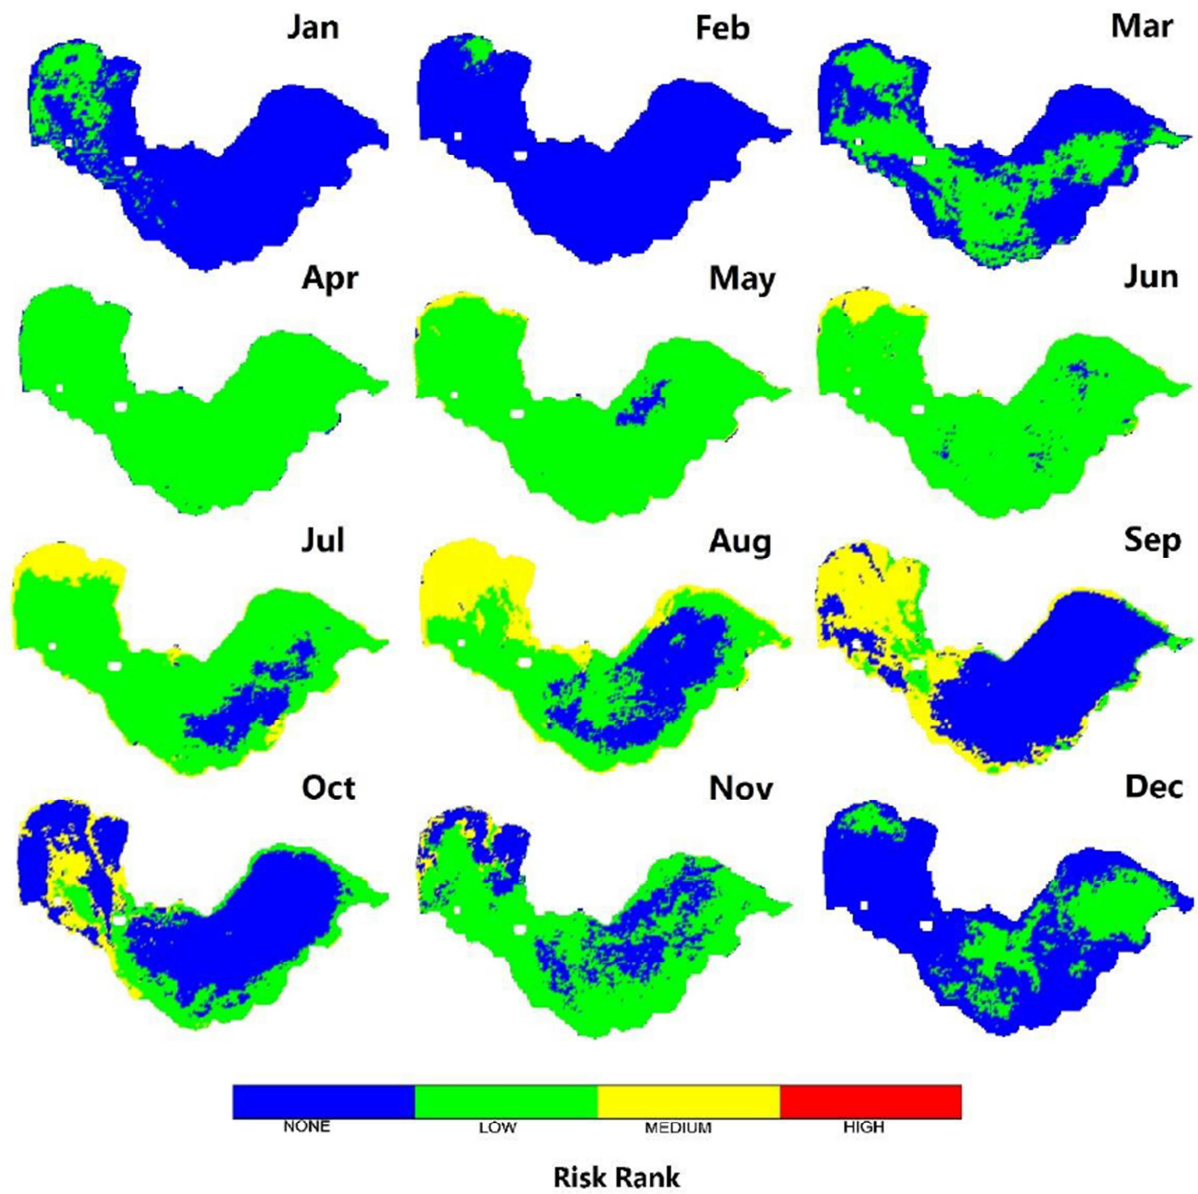 Jan Feb Mar
Apr May Jun
Jul Aug Sep
Oct Nov Dec
NONE LOW MEDIUM HIGH
Risk Rank